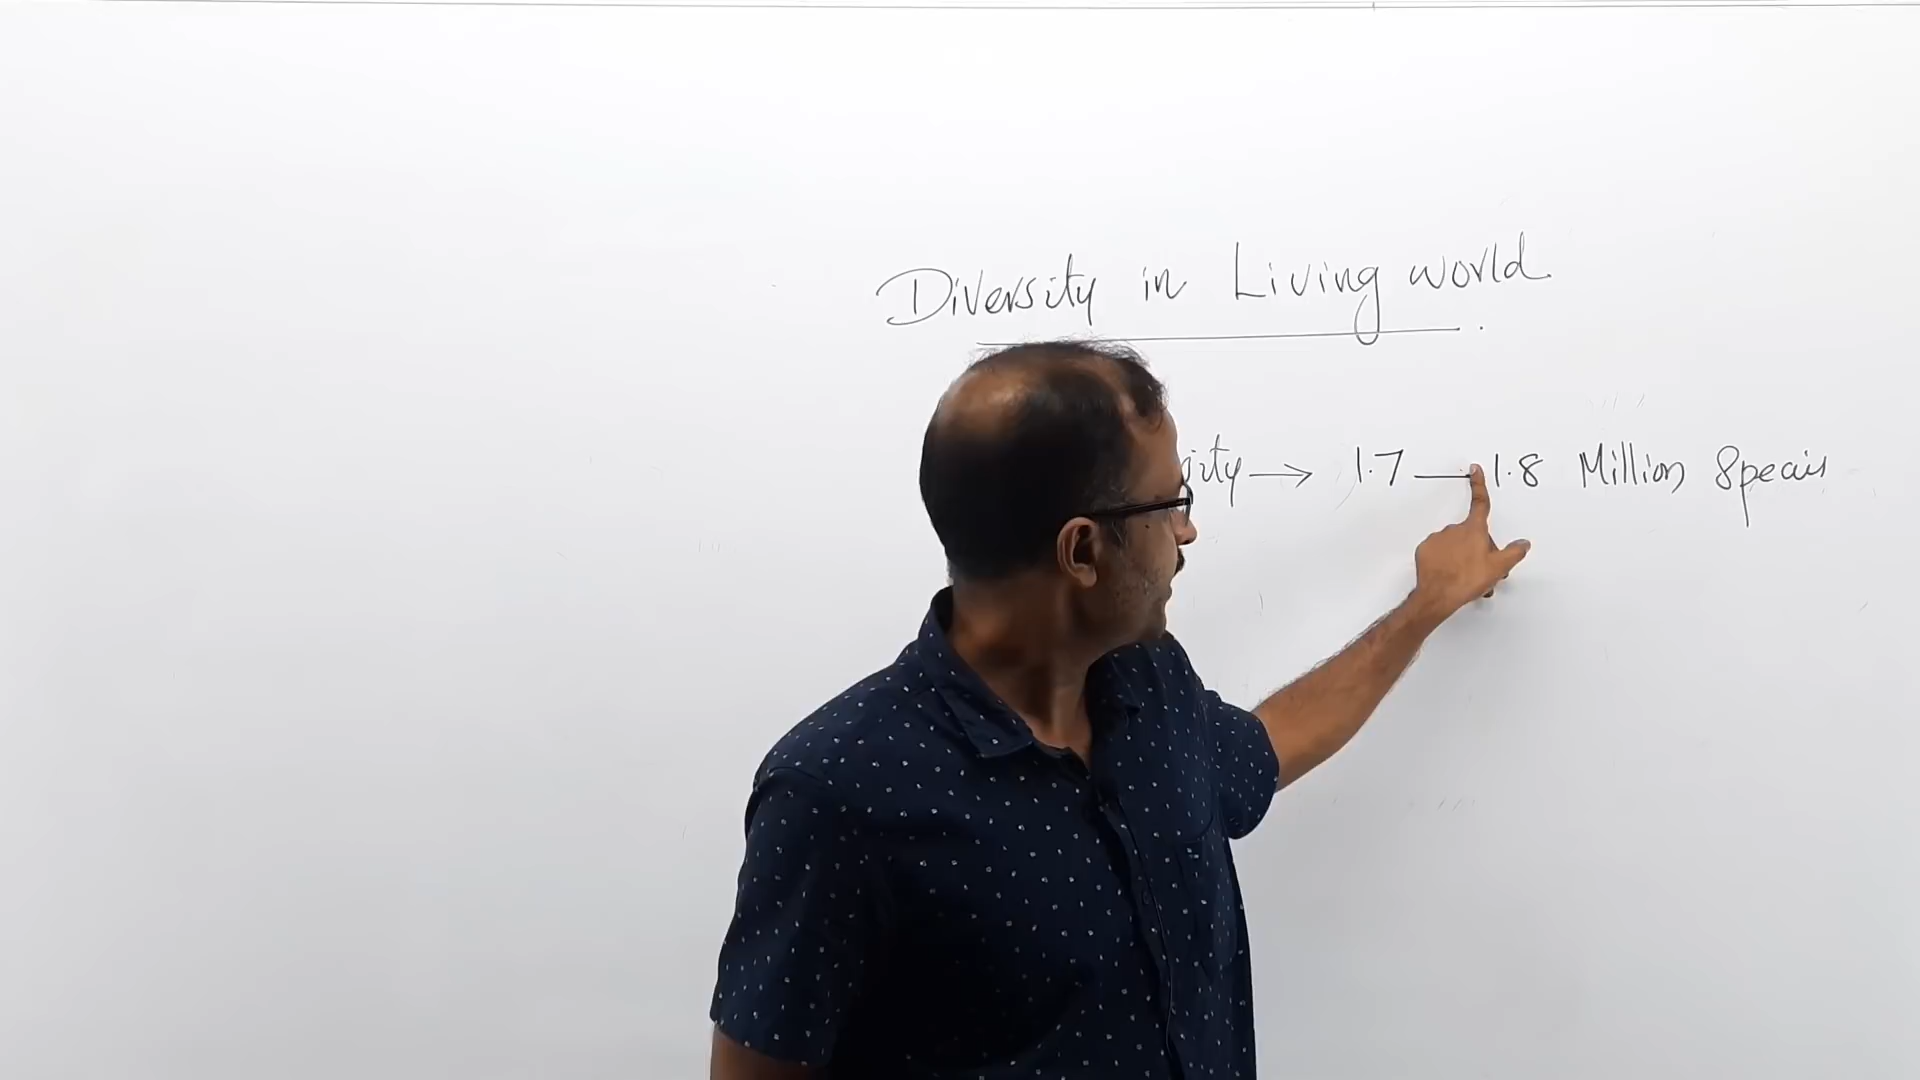 Diversity in Living world
→ 1.7 — 1.8 Million Species